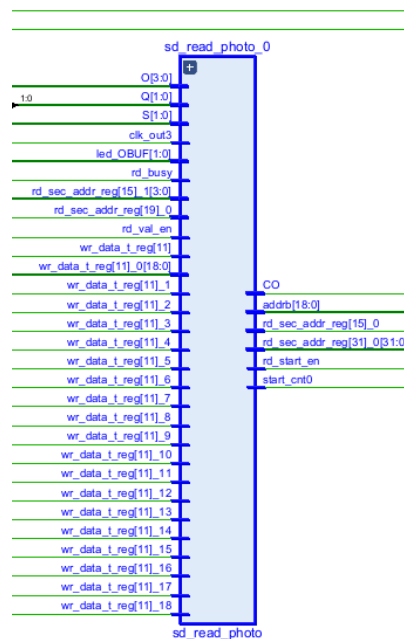 sd_read_photo_0
O[3:0]
1:0
Q[1:0]
S[1:0]
clk_out3
led_OBUF[1:0]
rd_busy
rd_sec_addr_reg[15]_1[3:0]
rd_sec_addr_reg[19]_0
rd_val_en
wr_data_t_reg[11]
wr_data_t_reg[11]_0[18:0]
wr_data_t_reg[11]_1
wr_data_t_reg[11]_2
wr_data_t_reg[11]_3
wr_data_t_reg[11]_4
wr_data_t_reg[11]_5
wr_data_t_reg[11]_6
wr_data_t_reg[11]_7
wr_data_t_reg[11]_8
wr_data_t_reg[11]_9
wr_data_t_reg[11]_10
wr_data_t_reg[11]_11
wr_data_t_reg[11]_12
wr_data_t_reg[11]_13
wr_data_t_reg[11]_14
wr_data_t_reg[11]_15
wr_data_t_reg[11]_16
wr_data_t_reg[11]_17
wr_data_t_reg[11]_18
CO
addrb[18:0]
rd_sec_addr_reg[15]_0
rd_sec_addr_reg[31]_0[31:0
rd_start_en
start_cnt0
sd_read_photo